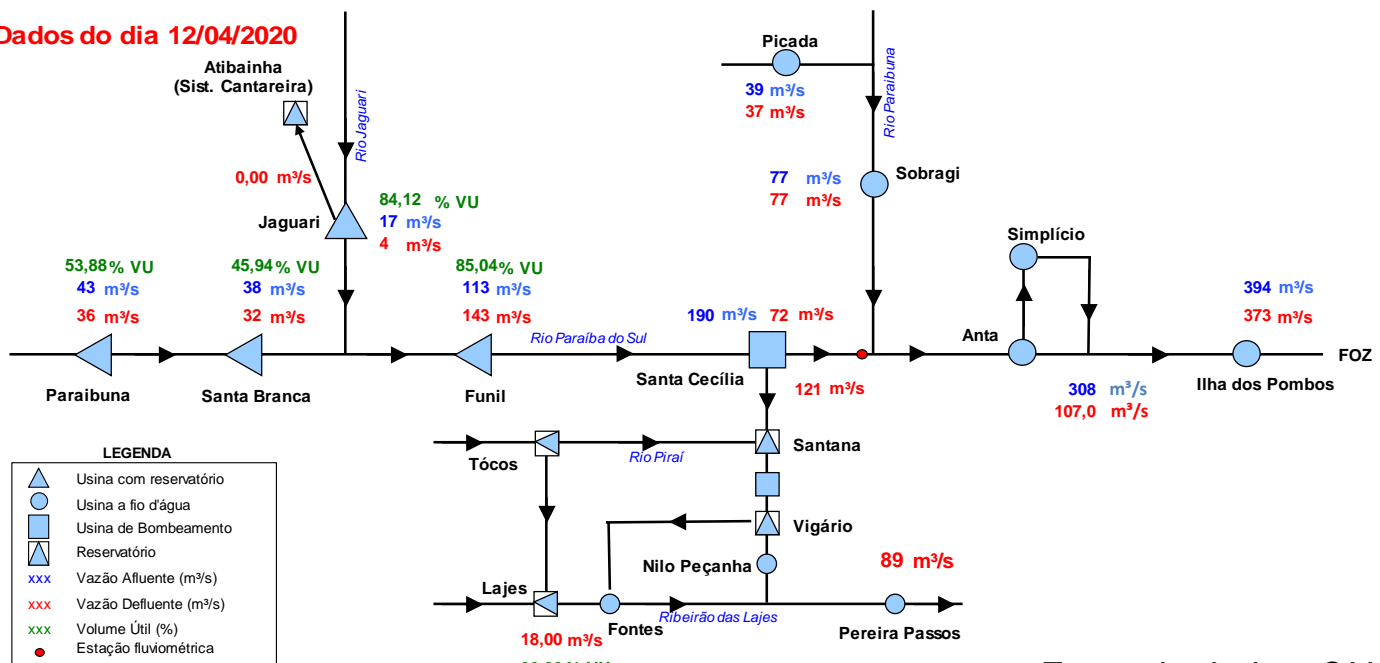 Dados do dia 12/04/2020
Atibainha
(Sist. Cantareira)
Rio Jaguari
0,00 m³/s
Jaguari
84,12 % VU
17 m³/s
4 m³/s
Picada
39 m³/s
37 m³/s
Rio Paraibuna
77 m³/s
77 m³/s
Sobragi
Simplício
53,88% VU
43 m³/s
36 m³/s
Paraibuna
45,94% VU
38 m³/s
32 m³/s
Santa Branca
85,04% VU
113 m³/s
143 m³/s
Funil
Rio Paraíba do Sul
190 m³/s 72 m³/s
Santa Cecília
121 m³/s
Anta
308 m³/s
107,0 m³/s
394 m³/s
373 m³/s
Ilha dos Pombos
FOZ
Tócos
Rio Piraí
Santana
Vigário
Nilo Peçanha
89 m³/s
Lajes
18,00 m³/s
Fontes
Ribeirão das Lajes
Pereira Passos
LEGENDA
Usina com reservatório
Usina a fio d'água
Usina de Bombeamento
Reservatório
xxx Vazão Afluente (m³/s)
xxx Vazão Defluente (m³/s)
xxx Volume Útil (%)
Estação fluviométrica